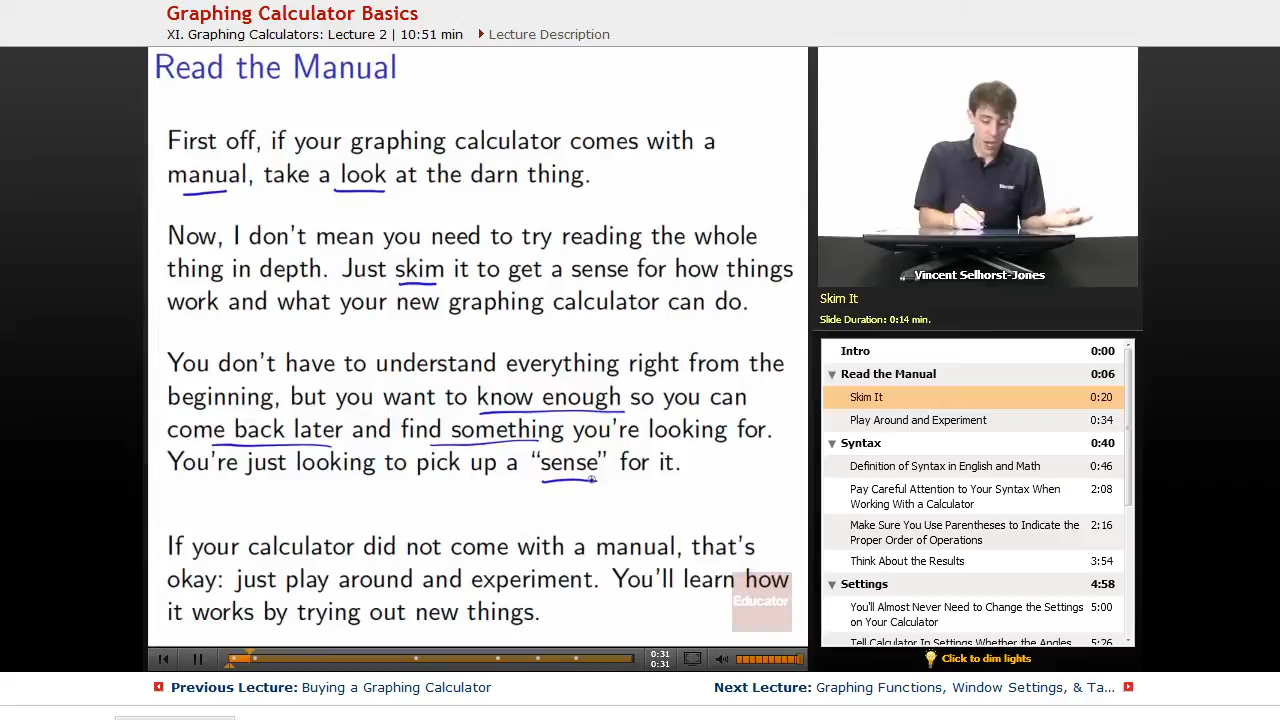 Graphing Calculator Basics
XI. Graphing Calculators: Lecture 2 | 10:51 min
Lecture Description
Read the Manual
First off, if your graphing calculator comes with a
manual, take a look at the darn thing.
Now, I don't mean you need to try reading the whole
thing in depth. Just skim it to get a sense for how things
work and what your new graphing calculator can do.
You don't have to understand everything right from the
beginning, but you want to know enough so you can
come back later and find something you're looking for.
You're just looking to pick up a "sense" for it.
If your calculator did not come with a manual, that's
okay: just play around and experiment. You'll learn how
it works by trying out new things.
Educator
0:31
0:31
Vincent Selhorst-Jones
Skim It
Slide Duration: 0:14 min.
Intro 0:00
Read the Manual 0:06
Skim It 0:20
Play Around and Experiment 0:34
Syntax 0:40
Definition of Syntax in English and Math 0:46
Pay Careful Attention to Your Syntax When 2:08
Working With a Calculator
Make Sure You Use Parentheses to Indicate the 2:16
Proper Order of Operations
Think About the Results 3:54
Settings 4:58
You'll Almost Never Need to Change the Settings 5:00
on Your Calculator
Tell Calculator In Settings Whether the Angles 5:26
Click to dim lights
Previous Lecture: Buying a Graphing Calculator
Next Lecture: Graphing Functions, Window Settings, & Ta...